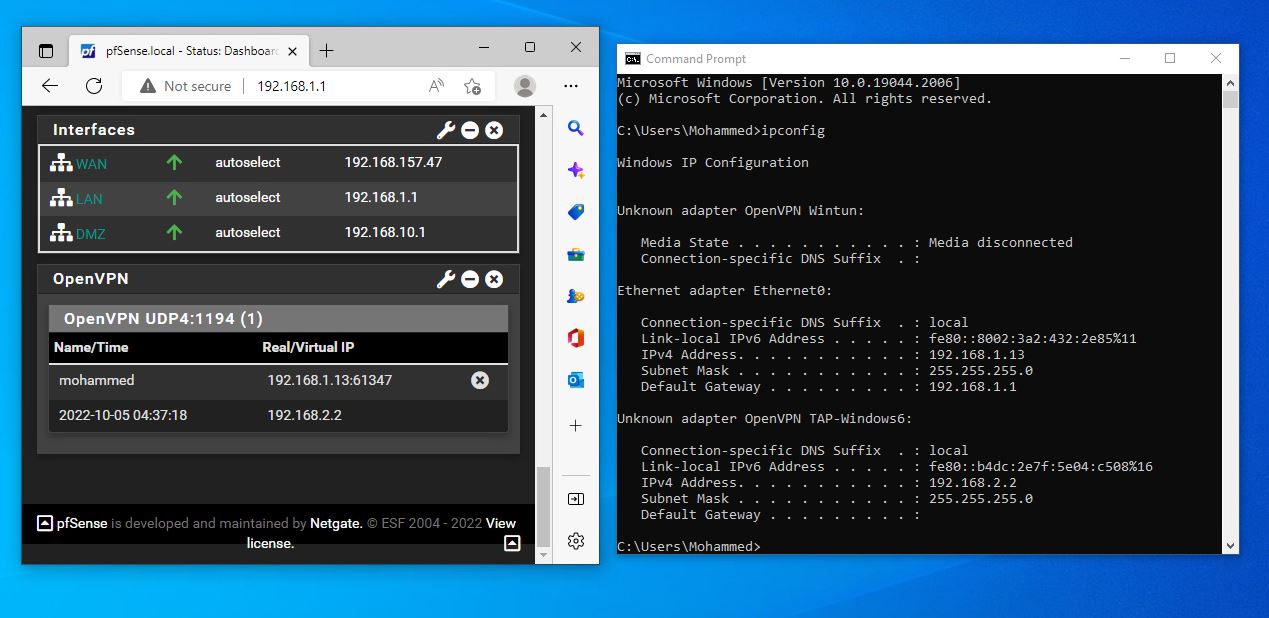 pfSense.local - Status: Dashboard
Not secure
192.168.1.1
Interfaces
WAN autoselect 192.168.157.47
LAN autoselect 192.168.1.1
DMZ autoselect 192.168.10.1
OpenVPN
OpenVPN UDP4:1194 (1)
Name/Time Real/Virtual IP
mohammed 192.168.1.13:61347
2022-10-05 04:37:18 192.168.2.2
pfSense is developed and maintained by Netgate. © ESF 2004 - 2022 View
license.
Command Prompt
Microsoft Windows [Version 10.0.19044.2006]
(c) Microsoft Corporation. All rights reserved.
C:\Users\Mohammed>ipconfig
Windows IP Configuration
Unknown adapter OpenVPN Wintun:
Media State . . . . . . . . . . . : Media disconnected
Connection-specific DNS Suffix  . :
Ethernet adapter Ethernet0:
Connection-specific DNS Suffix  . : local
Link-local IPv6 Address . . . . . : fe80::8002:3a2:432:2e85%11
IPv4 Address. . . . . . . . . . . : 192.168.1.13
Subnet Mask . . . . . . . . . . . : 255.255.255.0
Default Gateway . . . . . . . . . : 192.168.1.1
Unknown adapter OpenVPN TAP-Windows6:
Connection-specific DNS Suffix  . : local
Link-local IPv6 Address . . . . . : fe80::b4dc:2e7f:5e04:c508%16
IPv4 Address. . . . . . . . . . . : 192.168.2.2
Subnet Mask . . . . . . . . . . . : 255.255.255.0
Default Gateway . . . . . . . . . :
C:\Users\Mohammed>